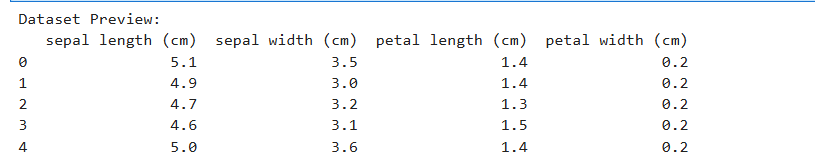 Dataset Preview:
sepal length (cm) sepal width (cm) petal length (cm) petal width (cm)
0 5.1 3.5 1.4 0.2
1 4.9 3.0 1.4 0.2
2 4.7 3.2 1.3 0.2
3 4.6 3.1 1.5 0.2
4 5.0 3.6 1.4 0.2